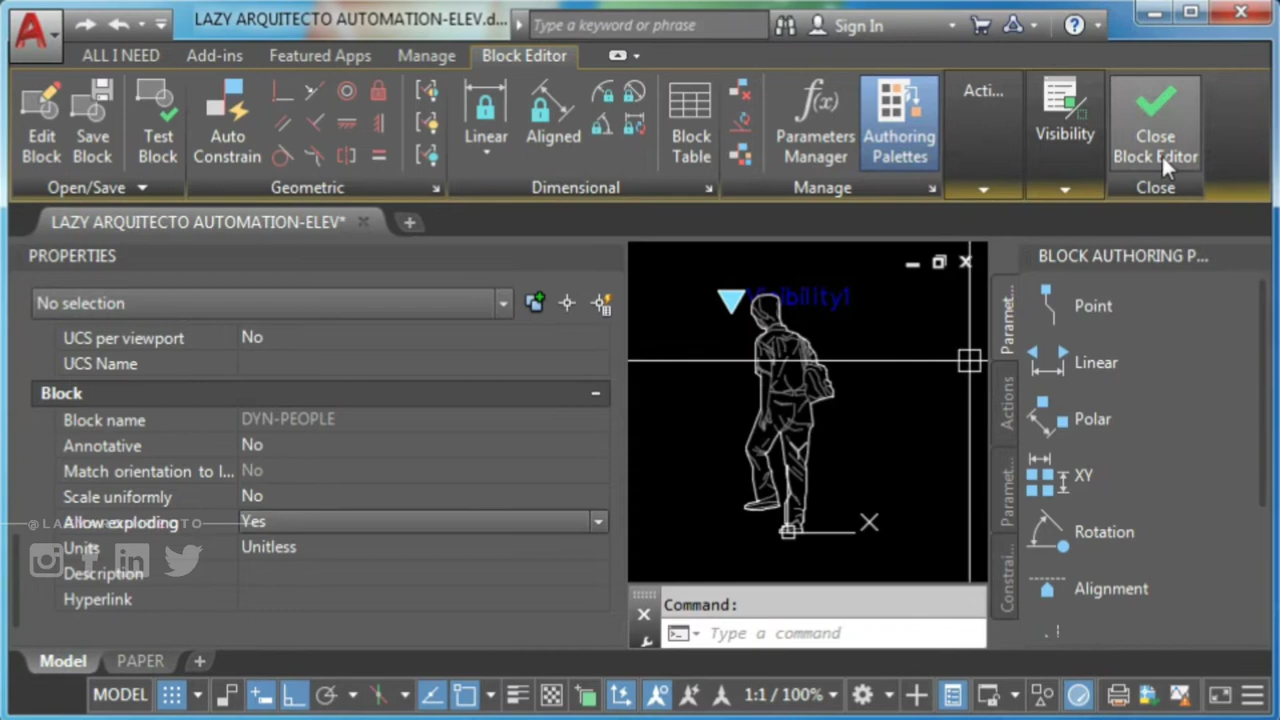 LAZY ARQUITECTO AUTOMATION-ELEV.d...
Type a keyword or phrase
Sign In
ALL I NEED
Add-ins
Featured Apps
Manage
Block Editor
Edit Block
Save Block
Test Block
Auto Constrain
Linear
Aligned
Block Table
f(x)
Parameters Manager
Authoring Palettes
Acti...
Visibility
Close Block Editor
Open/Save
Geometric
Dimensional
Manage
Close
LAZY ARQUITECTO AUTOMATION-ELEV*
PROPERTIES
No selection
UCS per viewport No
UCS Name
Block
Block name DYN-PEOPLE
Annotative No
Match orientation to l... No
Scale uniformly No
Allow exploding Yes
Units Unitless
Description
Hyperlink
Visibility1
X
BLOCK AUTHORING P...
Paramet...
Actions
Paramet...
Constrai...
Point
Linear
Polar
XY
Rotation
Alignment
Command:
Type a command
Model
PAPER
MODEL
1:1 / 100%